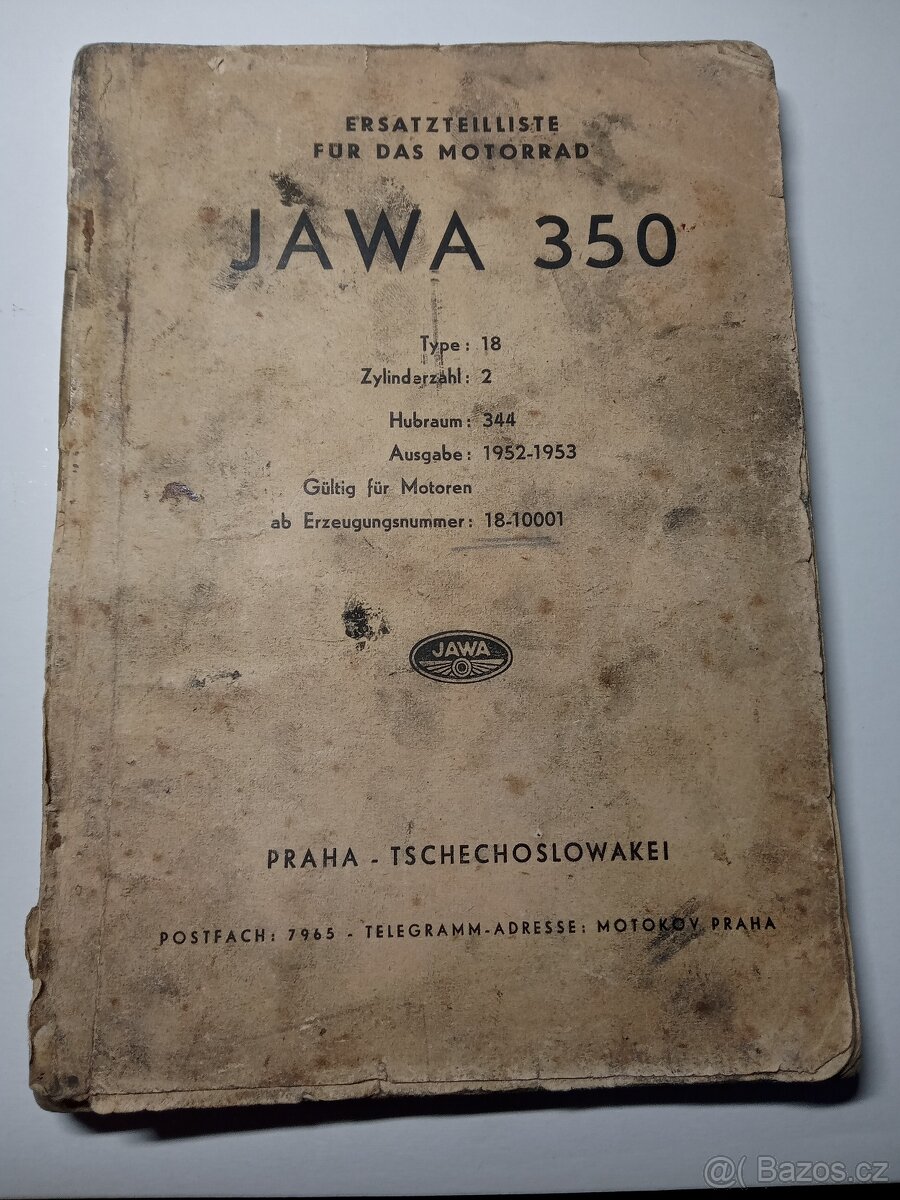 ERSATZTEILLISTE
FÜR DAS MOTORRAD
JAWA 350
Type: 18
Zylinderzahl: 2
Hubraum: 344
Ausgabe: 1952-1953
Gültig für Motoren
ab Erzeugungsnummer: 18-10001
JAWA
PRAHA - TSCHECHOSLOWAKEI
POSTFACH: 7965 - TELEGRAMM-ADRESSE: MOTOKOV PRAHA
@( Bazos.cz